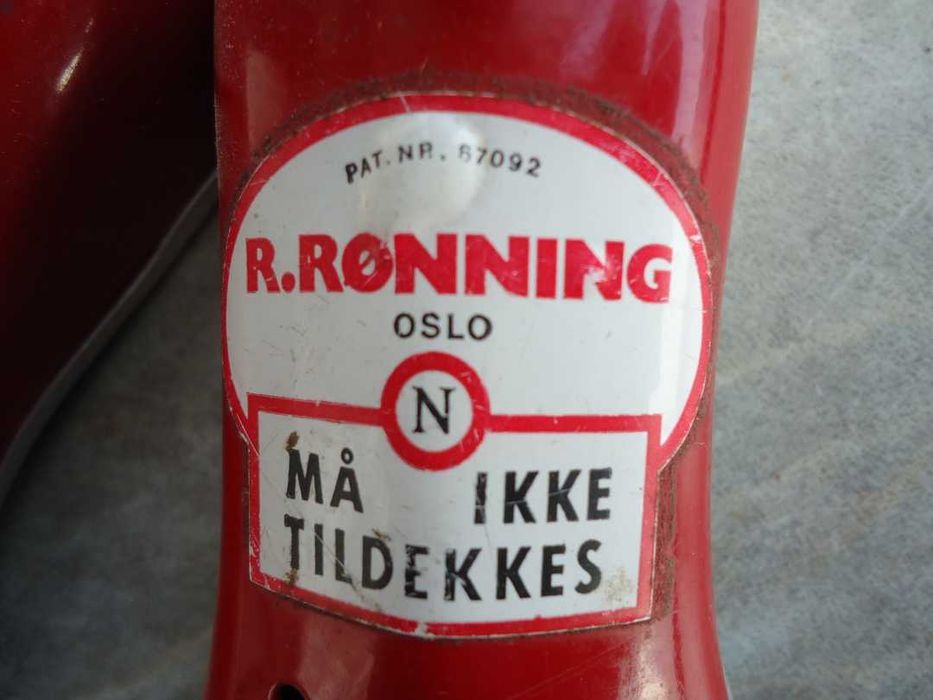 PAT. NR. 67092
R.RØNNING
OSLO
N
MÅ IKKE
TILDEKKES